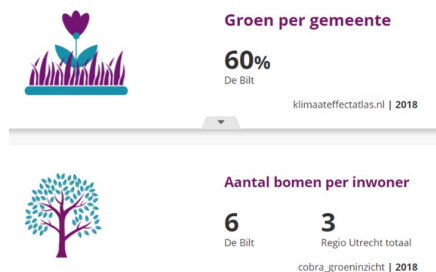 Groen per gemeente
60%
De Bilt
klimaateffectatlas.nl | 2018
Aantal bomen per inwoner
6 3
De Bilt Regio Utrecht totaal
cobra_groeninzicht | 2018